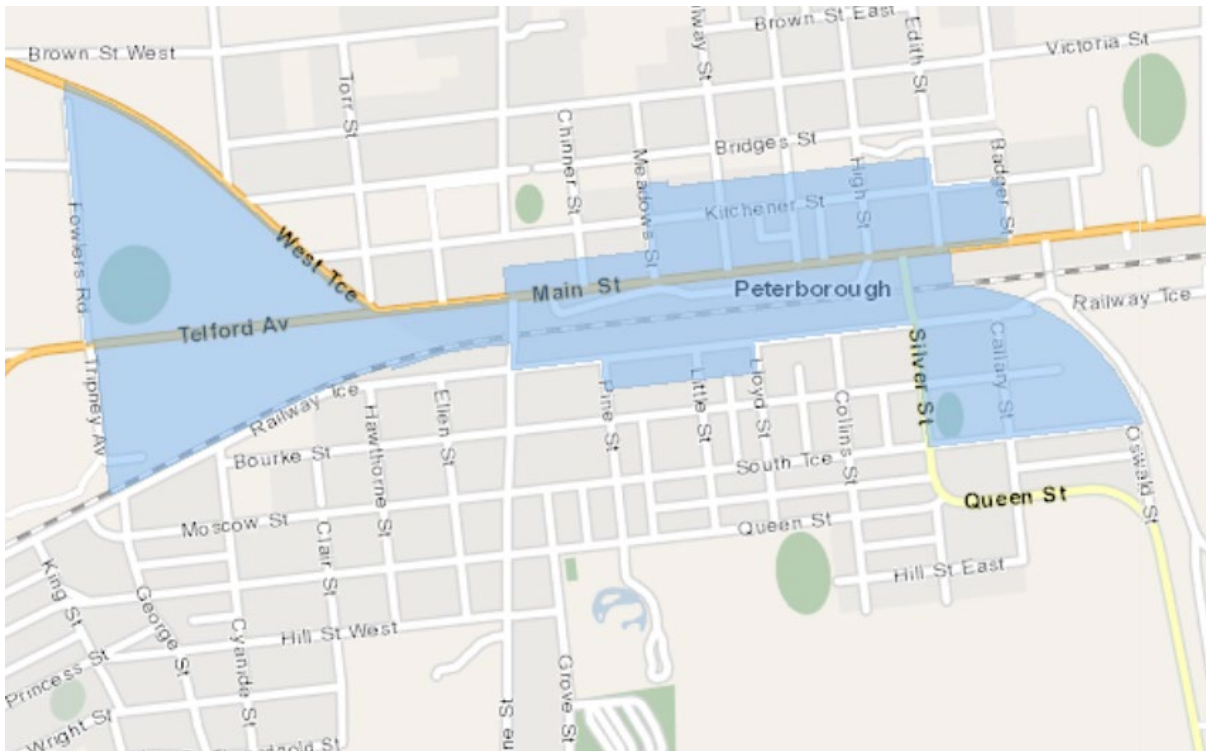 Brown St East
Edith St
Victoria St
Brown St West
Torr St
Chinner St
Meadows St
Bridges St
High St
Badger St
Kitchener St
Fowlers Rd
West Tce
Main St
Peterborough
Railway Tce
Telford Av
Silver St
Callary St
Tripney Av
Railway Tce
Hawthorne St
Ellen St
Pine St
Little St
Lloyd St
Collins St
Oswald St
Bourke St
South Tce
Moscow St
Clair St
Queen St
Queen St
King St
George St
Cyanide St
Hill St East
Hill St West
Princess St
Grove St
Wright St